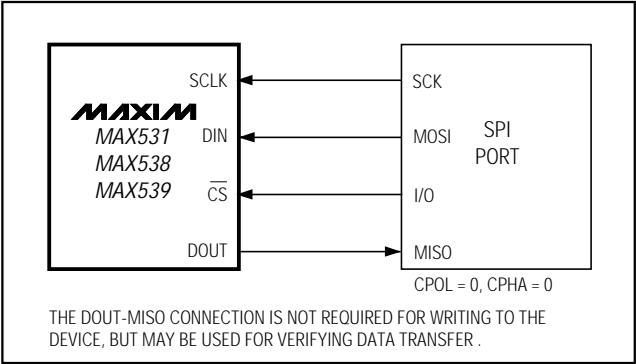 SCLK SCK
MAXIM
MAX531 DIN MOSI SPI
MAX538 PORT
MAX539 CS I/O
DOUT MISO
CPOL = 0, CPHA = 0
THE DOUT-MISO CONNECTION IS NOT REQUIRED FOR WRITING TO THE
DEVICE, BUT MAY BE USED FOR VERIFYING DATA TRANSFER .